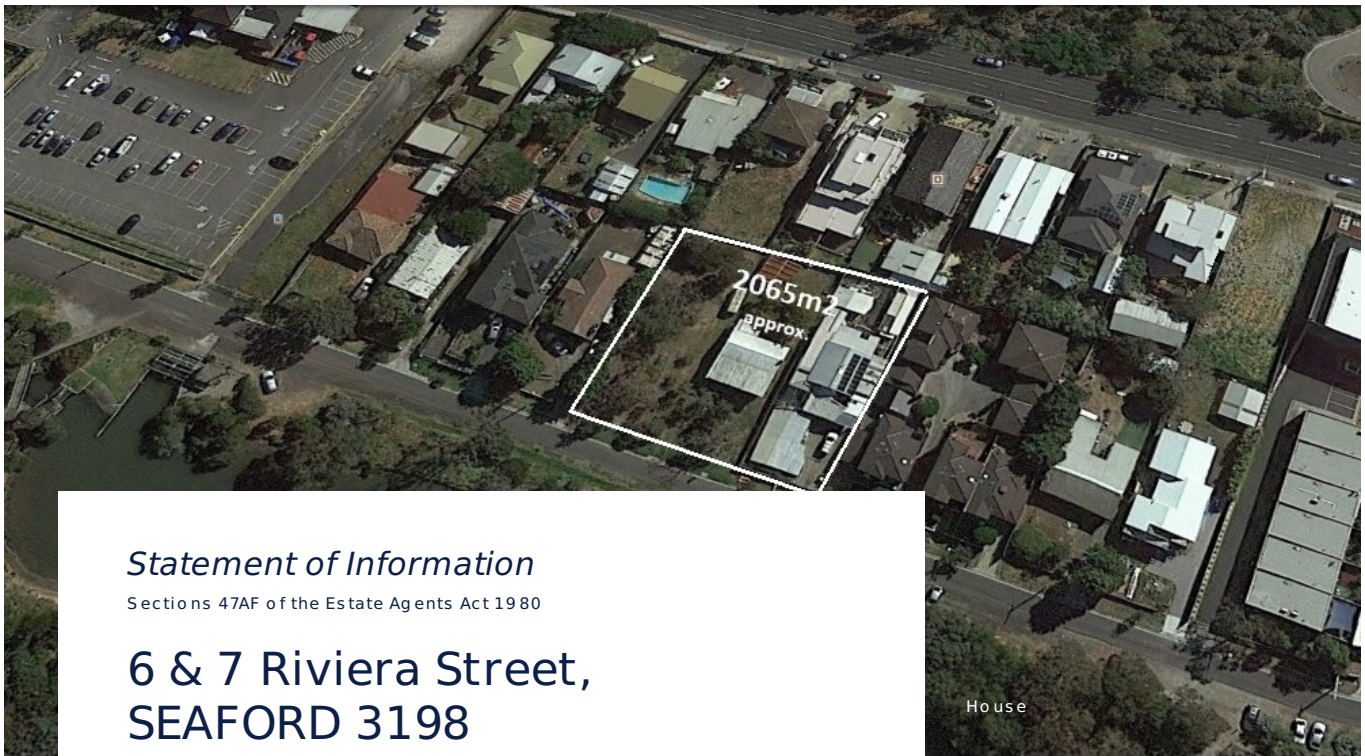 2065m2
approx.
Statement of Information
Sections 47AF of the Estate Agents Act 1980
6 & 7 Riviera Street,
SEAFORD 3198
House